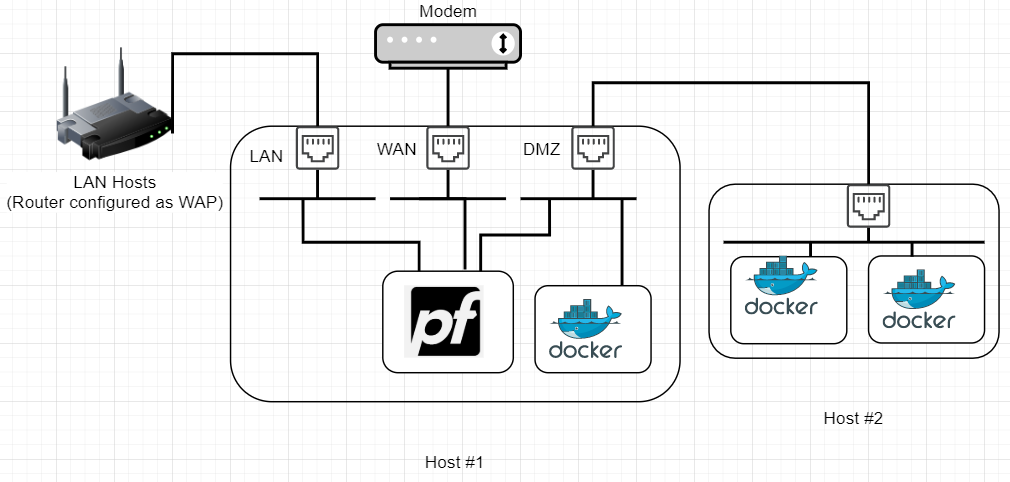 Modem
LAN
WAN
DMZ
LAN Hosts
(Router configured as WAP)
pf
docker
docker
docker
Host #2
Host #1